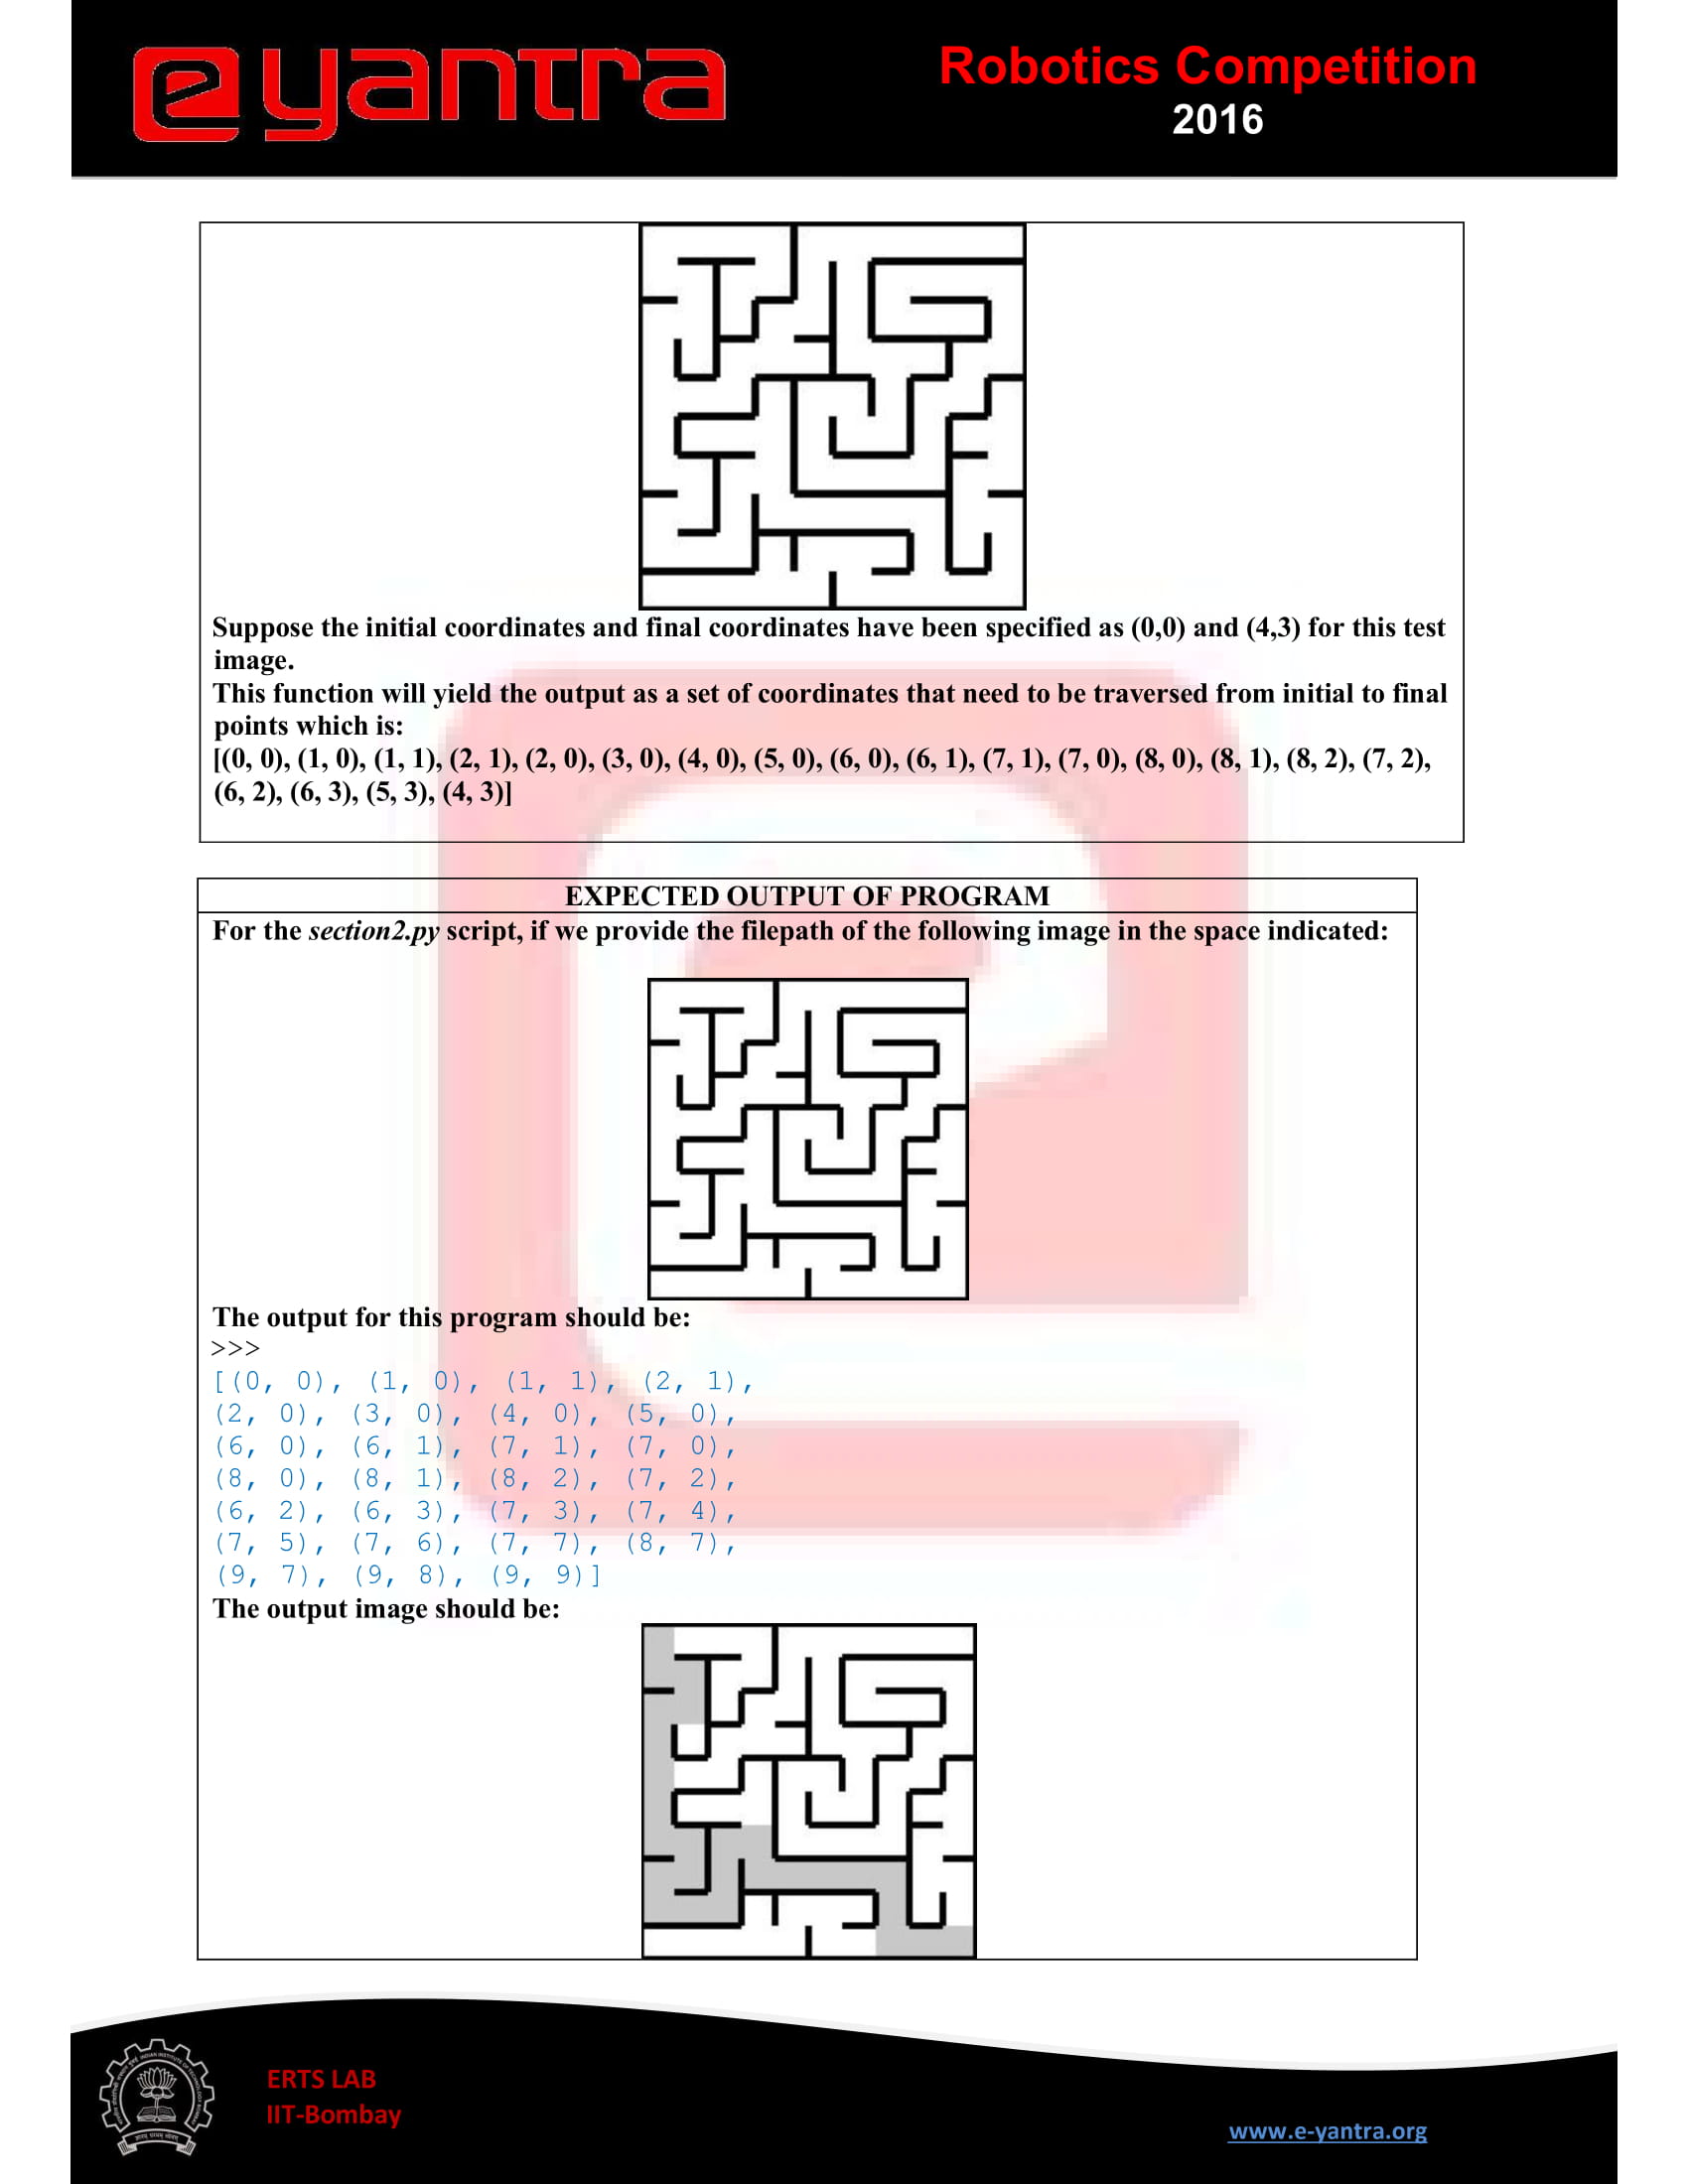 eyantra
Robotics Competition
2016
Suppose the initial coordinates and final coordinates have been specified as (0,0) and (4,3) for this test
image.
This function will yield the output as a set of coordinates that need to be traversed from initial to final
points which is:
[(0, 0), (1, 0), (1, 1), (2, 1), (2, 0), (3, 0), (4, 0), (5, 0), (6, 0), (6, 1), (7, 1), (7, 0), (8, 0), (8, 1), (8, 2), (7, 2),
(6, 2), (6, 3), (5, 3), (4, 3)]
EXPECTED OUTPUT OF PROGRAM
For the section2.py script, if we provide the filepath of the following image in the space indicated:
The output for this program should be:
>>>
[(0, 0), (1, 0), (1, 1), (2, 1),
(2, 0), (3, 0), (4, 0), (5, 0),
(6, 0), (6, 1), (7, 1), (7, 0),
(8, 0), (8, 1), (8, 2), (7, 2),
(6, 2), (6, 3), (7, 3), (7, 4),
(7, 5), (7, 6), (7, 7), (8, 7),
(9, 7), (9, 8), (9, 9)]
The output image should be:
ERTS LAB
IIT-Bombay
www.e-yantra.org